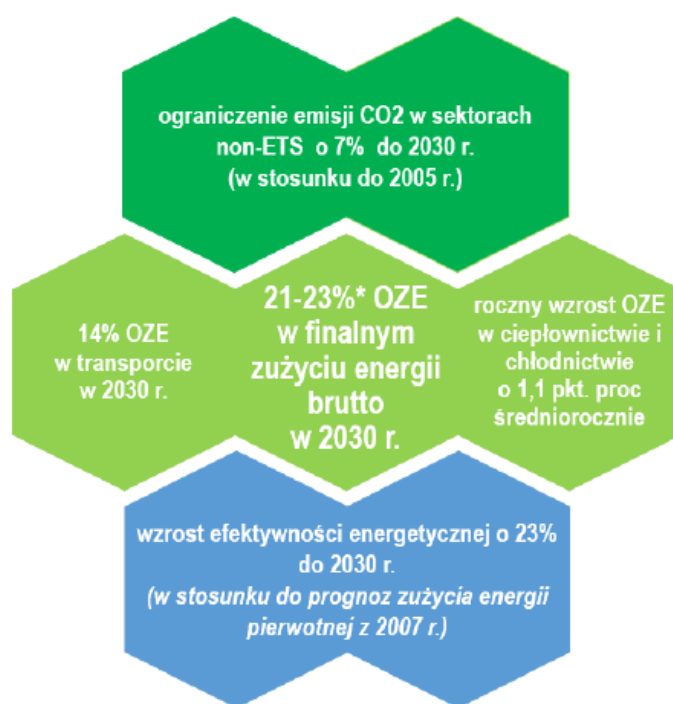 ograniczenie emisji CO2 w sektorach
non-ETS o 7% do 2030 r.
(w stosunku do 2005 r.)
14% OZE
w transporcie
w 2030 r.
21-23%* OZE
w finalnym
zużyciu energii
brutto
w 2030 r.
roczny wzrost OZE
w ciepłownictwie i
chłodnictwie
o 1,1 pkt. proc
średniorocznie
wzrost efektywności energetycznej o 23%
do 2030 r.
(w stosunku do prognoz zużycia energii
pierwotnej z 2007 r.)